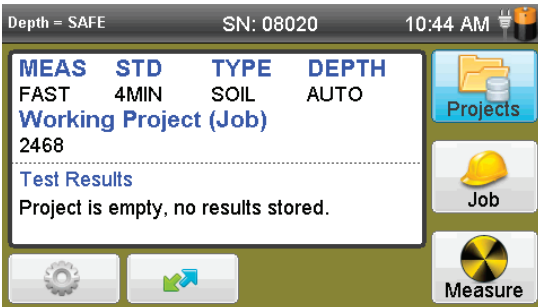 Depth = SAFE SN: 08020 10:44 AM
MEAS STD TYPE DEPTH
FAST 4MIN SOIL AUTO
Working Project (Job)
2468
Test Results
Project is empty, no results stored.
Projects
Job
Measure